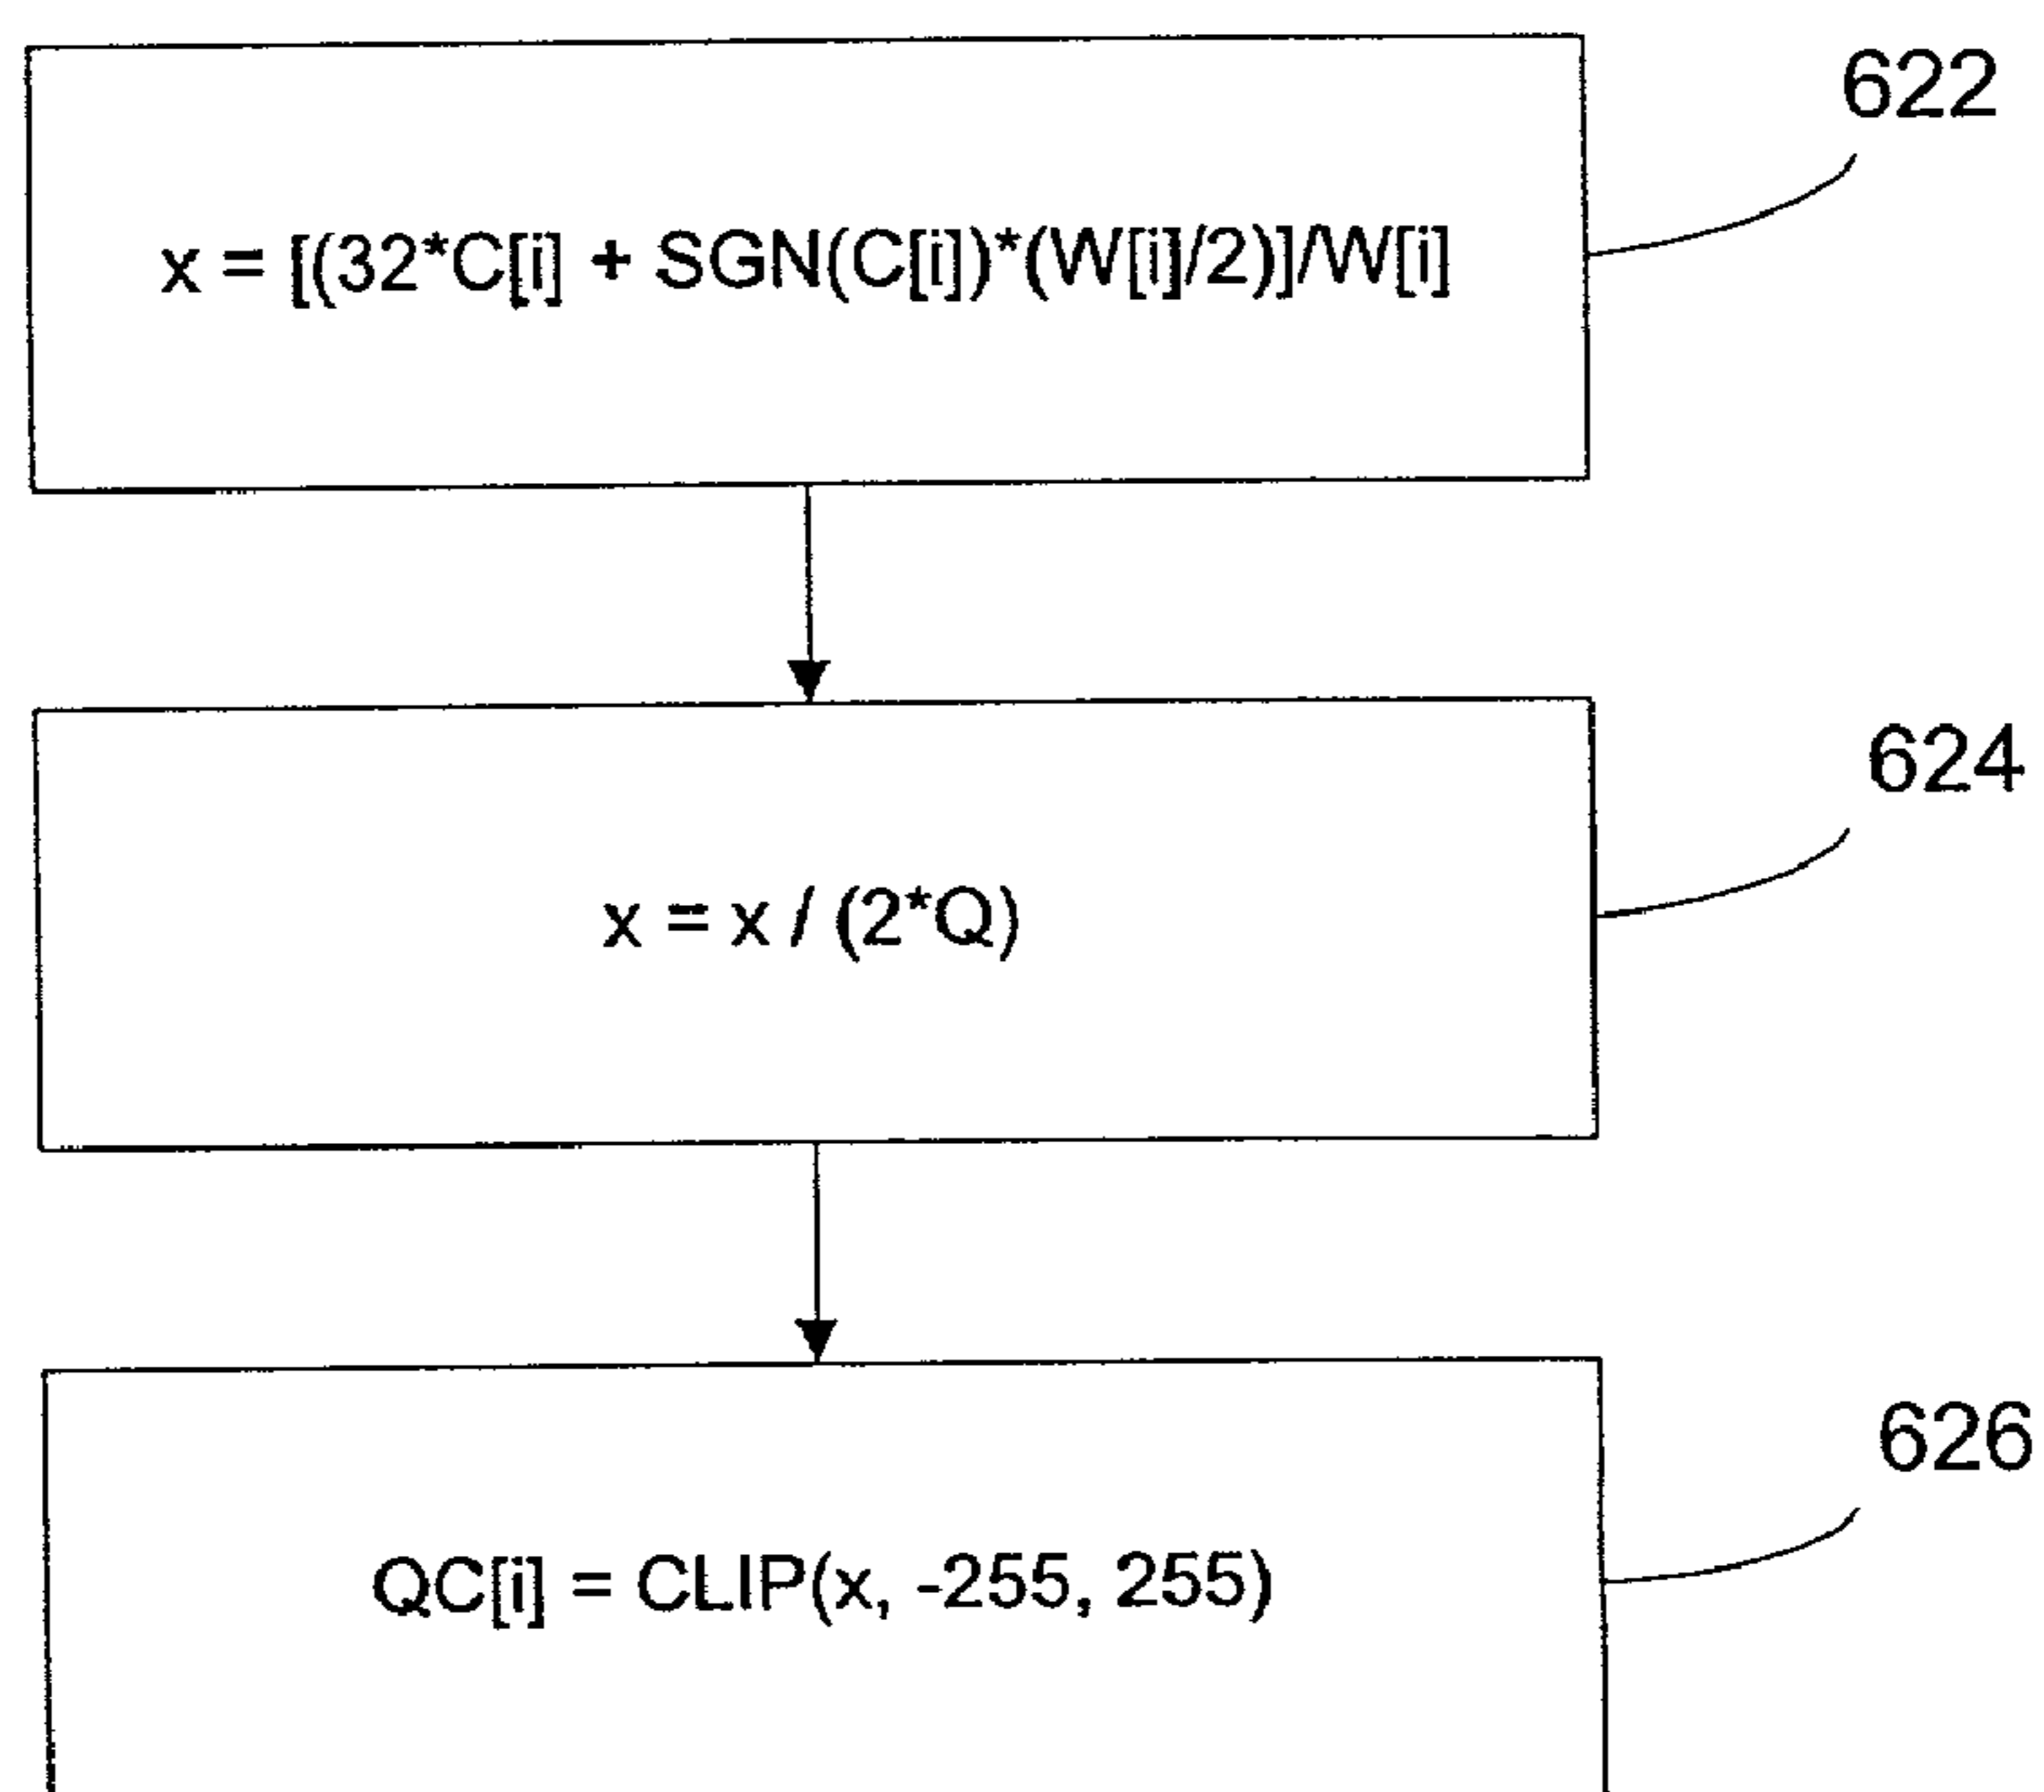 622
x = [(32*C[i] + SGN(C[i])*(W[i]/2)]/W[i]
624
x = x / (2*Q)
626
QC[i] = CLIP(x, -255, 255)